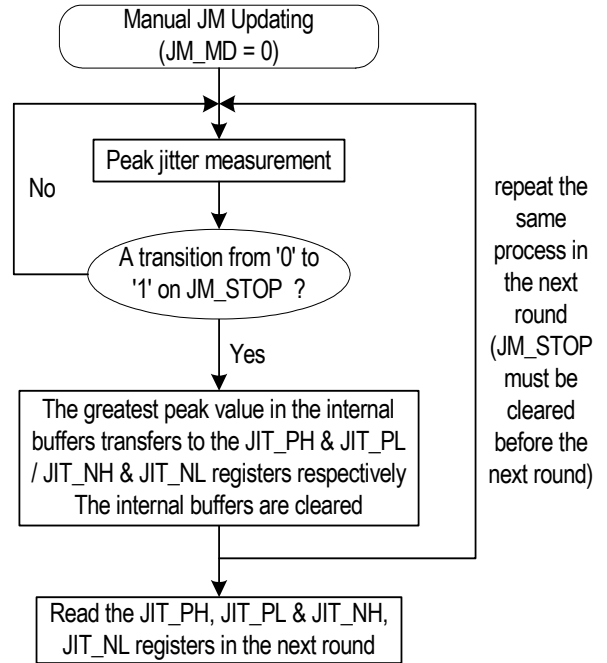 Manual JM Updating
(JM_MD = 0)
Peak jitter measurement
No
A transition from '0' to
'1' on JM_STOP ?
Yes
The greatest peak value in the internal
buffers transfers to the JIT_PH & JIT_PL
/ JIT_NH & JIT_NL registers respectively
The internal buffers are cleared
Read the JIT_PH, JIT_PL & JIT_NH,
JIT_NL registers in the next round
repeat the
same
process in
the next
round
(JM_STOP
must be
cleared
before the
next round)